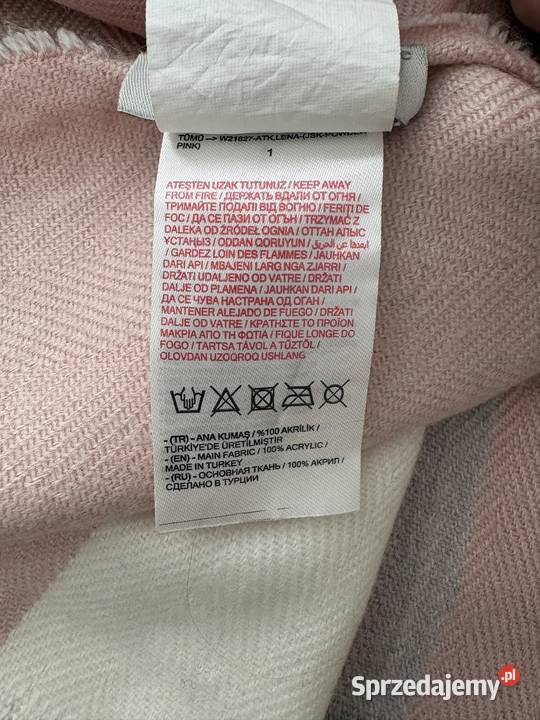 TÜMÜ --> W21827-ATK.LENA-(JSK-POWDER
PINK)
1
ATEŞTEN UZAK TUTUNUZ / KEEP AWAY
FROM FIRE / ДЕРЖАТЬ ВДАЛИ ОТ ОГНЯ /
ТРИМАЙТЕ ПОДАЛІ ВІД ВОГНЮ / FERITI DE
FOC / ДА СЕ ПАЗИ ОТ ОГЪН / TRZYMAĆ Z
DALEKA OD ŹRÓDEŁ OGNIA / ОТТАН АЛЫС
ҰСТАҢЫЗ / ODDAN QORUYUN / ابعدها عن الحريق
/ GARDEZ LOIN DES FLAMMES / JAUHKAN
DARI API / MBAJENI LARG NGA ZJARRI /
DRŽATI UDALJENO OD VATRE / DRŽATI
DALJE OD PLAMENA / JAUHKAN DARI API /
ДА СЕ ЧУВА НАСТРАНА ОД ОГАН /
MANTENER ALEJADO DE FUEGO / DRŽATI
DALJE OD VATRE / ΚΡΑΤΗΣΤΕ ΤΟ ΠΡΟΪΟΝ
ΜΑΚΡΙΑ ΑΠΟ ΤΗ ΦΩΤΙΑ / FIQUE LONGE DO
FOGO / TARTSA TÁVOL A TŰZTŐL /
OLOVDAN UZOQROQ USHLANG
- (TR) - ANA KUMAŞ / %100 AKRİLİK /
TÜRKİYE'DE ÜRETİLMİŞTİR
- (EN) - MAIN FABRIC / 100% ACRYLIC /
MADE IN TURKEY
- (RU) - ОСНОВНАЯ ТКАНЬ / 100% АКРИЛ /
СДЕЛАНО В ТУРЦИИ
Sprzedajemy.pl